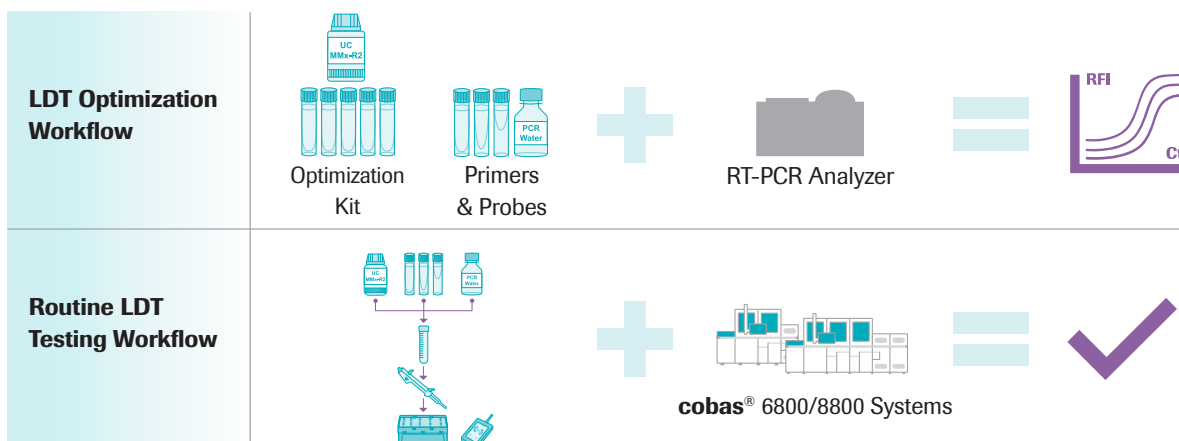 LDT Optimization
Workflow
UC
MMx-R2
PCR
Water
Optimization
Kit
Primers
& Probes
RT-PCR Analyzer
RFI
Routine LDT
Testing Workflow
UC
MMx-R2
PCR
Water
cobas® 6800/8800 Systems